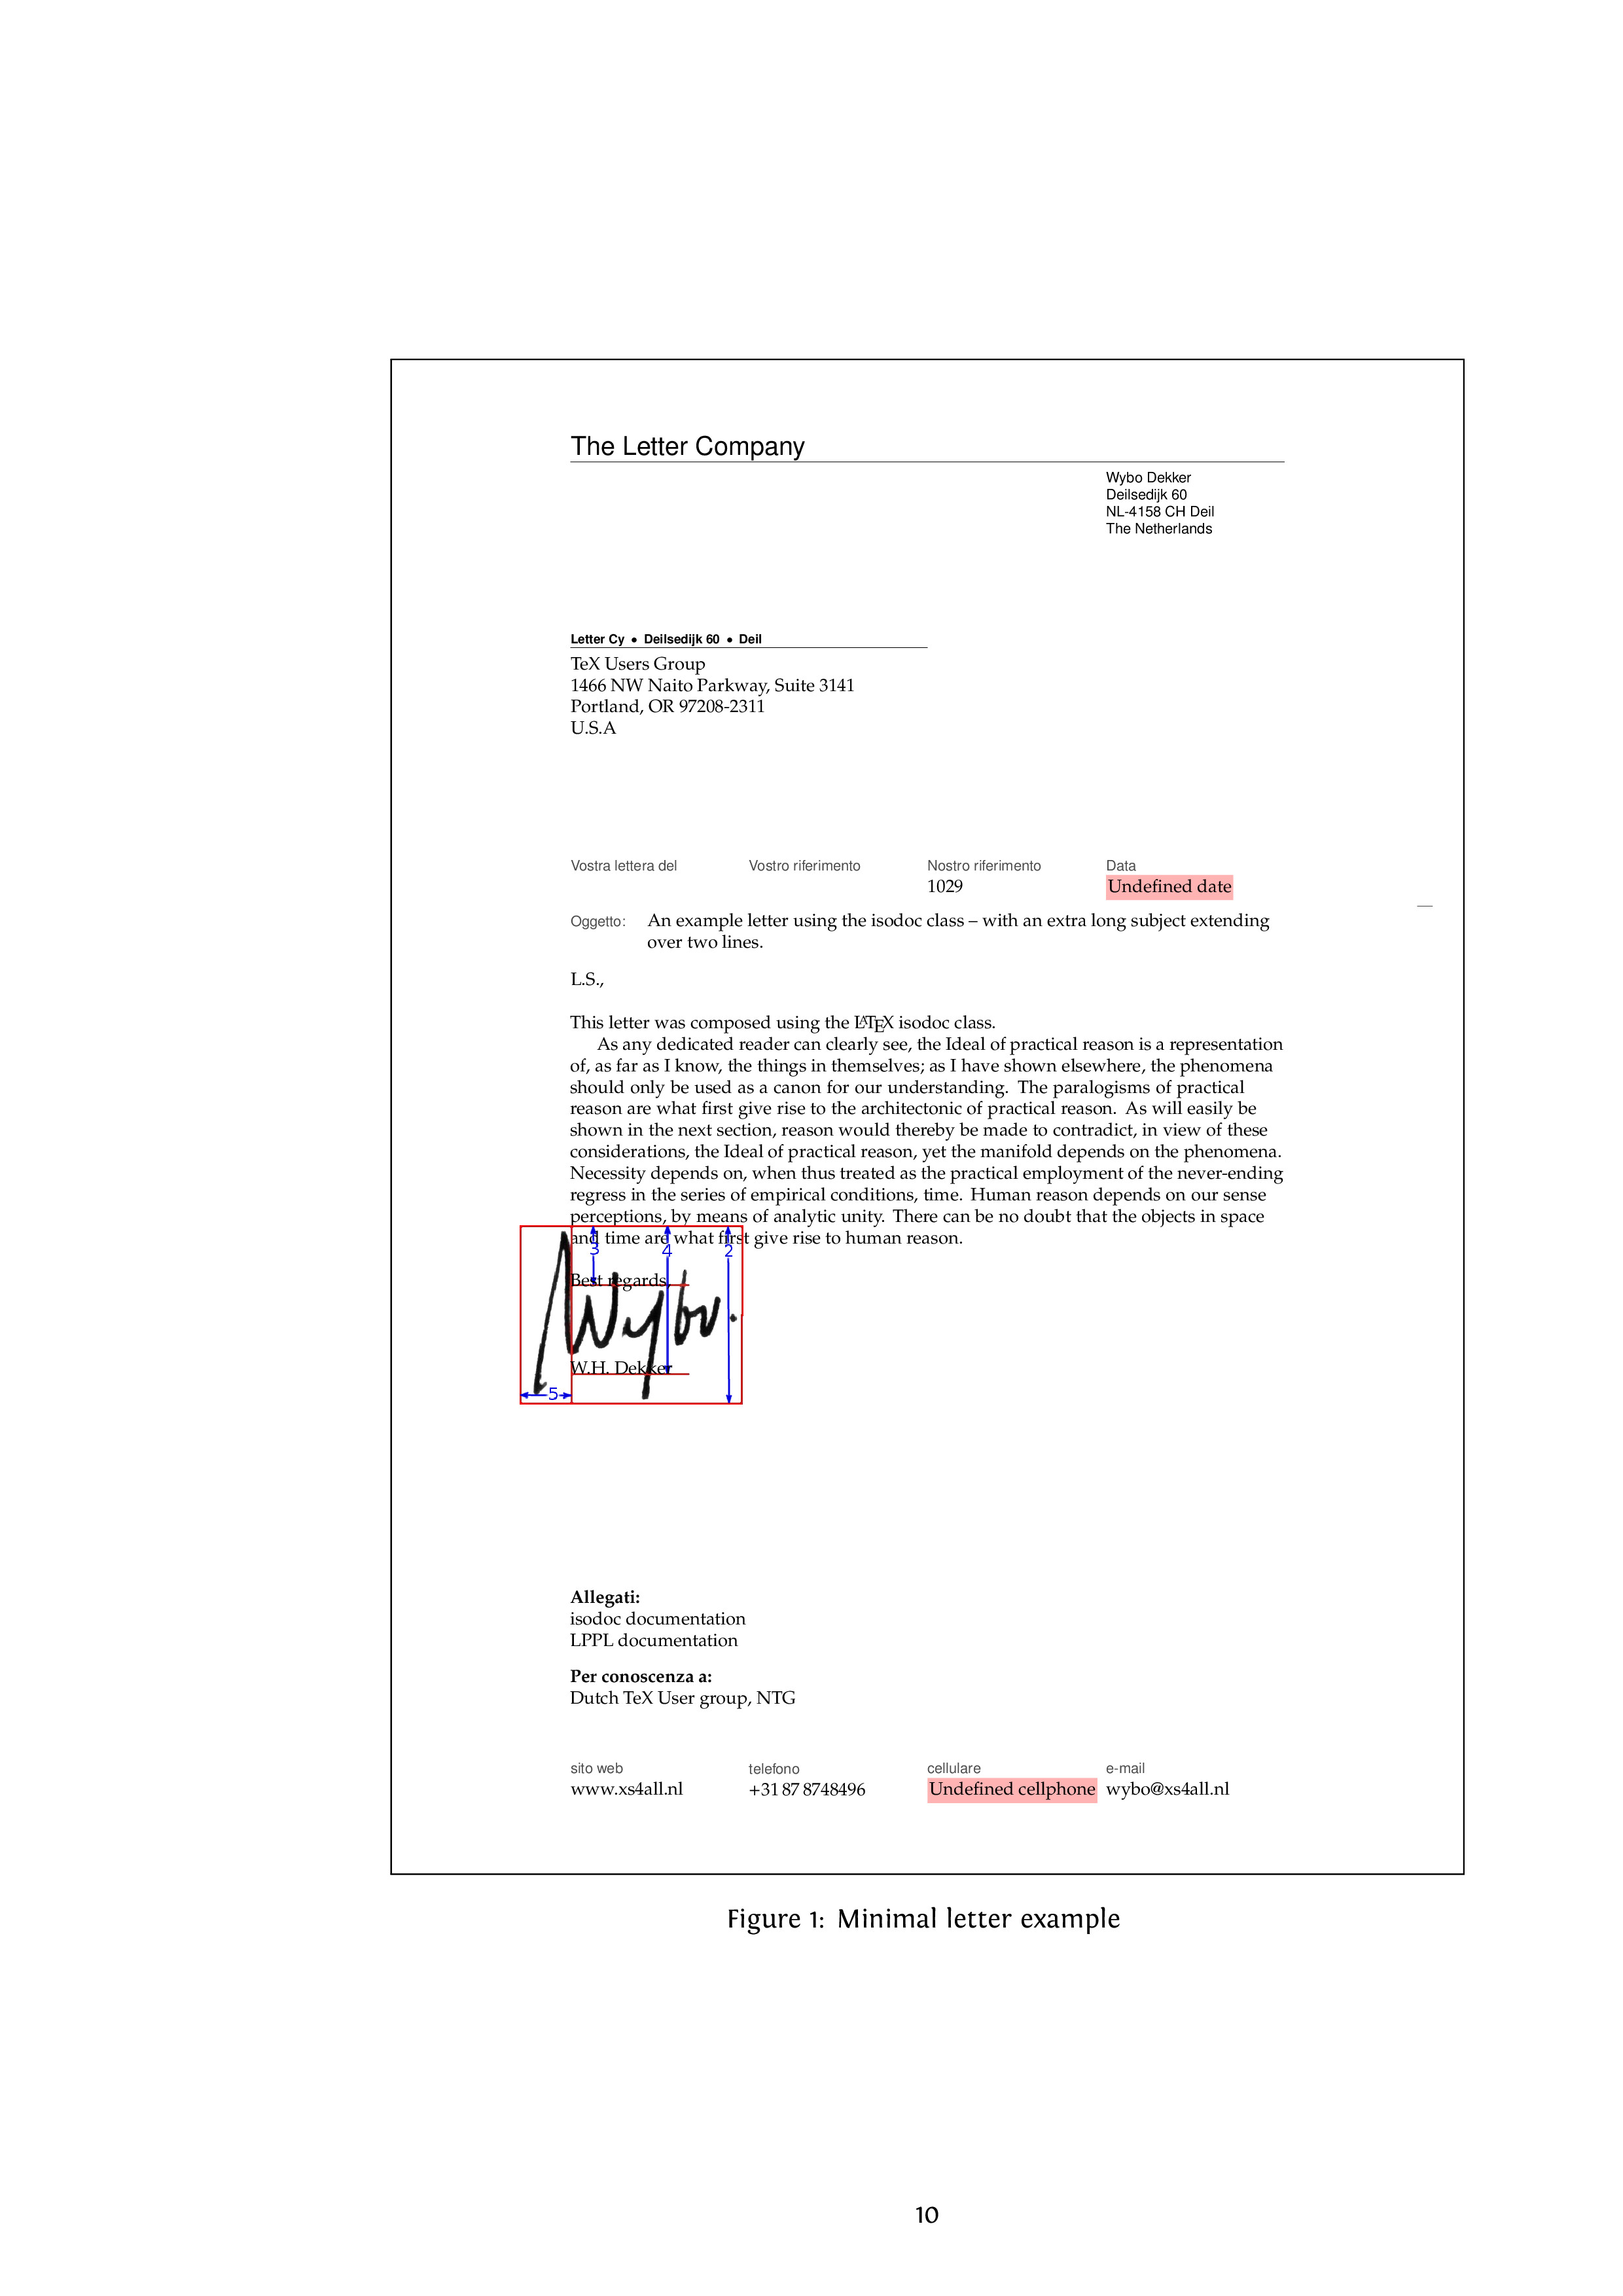 The Letter Company
Wybo Dekker
Deilsedijk 60
NL-4158 CH Deil
The Netherlands
Letter Cy • Deilsedijk 60 • Deil
TeX Users Group
1466 NW Naito Parkway, Suite 3141
Portland, OR 97208-2311
U.S.A
Vostra lettera del Vostro riferimento Nostro riferimento Data
1029 Undefined date
Oggetto: An example letter using the isodoc class – with an extra long subject extending
over two lines.
L.S.,
This letter was composed using the LATEX isodoc class.
As any dedicated reader can clearly see, the Ideal of practical reason is a representation
of, as far as I know, the things in themselves; as I have shown elsewhere, the phenomena
should only be used as a canon for our understanding. The paralogisms of practical
reason are what first give rise to the architectonic of practical reason. As will easily be
shown in the next section, reason would thereby be made to contradict, in view of these
considerations, the Ideal of practical reason, yet the manifold depends on the phenomena.
Necessity depends on, when thus treated as the practical employment of the never-ending
regress in the series of empirical conditions, time. Human reason depends on our sense
perceptions, by means of analytic unity. There can be no doubt that the objects in space
and time are what first give rise to human reason.
3 4 2
Best regards,
Wybo.
W.H. Dekker
5
Allegati:
isodoc documentation
LPPL documentation
Per conoscenza a:
Dutch TeX User group, NTG
sito web telefono cellulare e-mail
www.xs4all.nl +31 87 8748496 Undefined cellphone wybo@xs4all.nl
Figure 1: Minimal letter example
10